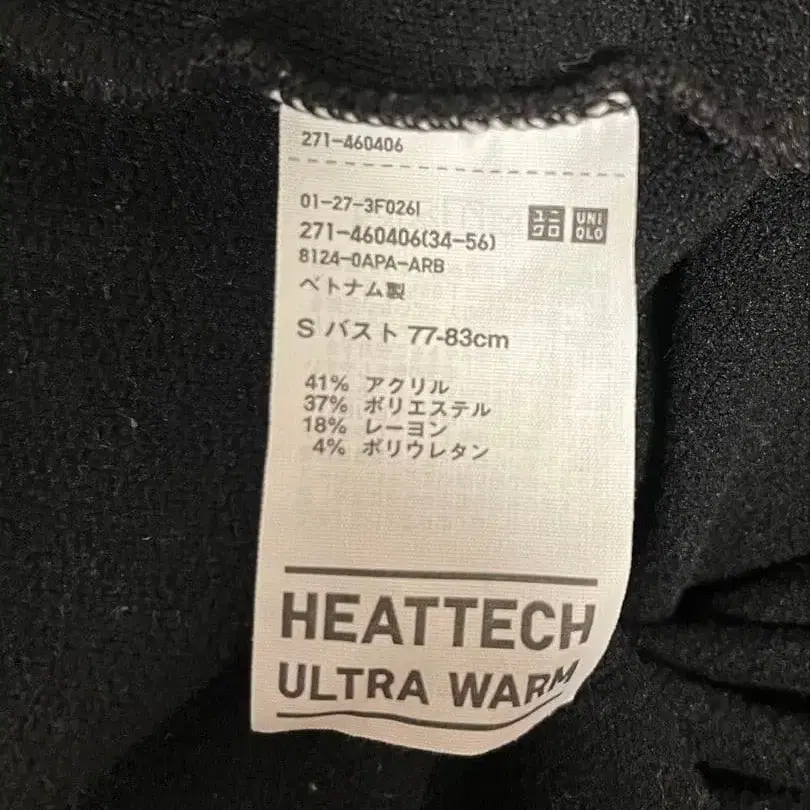 271-460406
01-27-3F026I
271-460406(34-56)
8124-0APA-ARB
ベトナム製
ユニ
クロ
UNI
QLO
S バスト 77-83cm
41% アクリル
37% ポリエステル
18% レーヨン
4% ポリウレタン
HEATTECH
ULTRA WARM